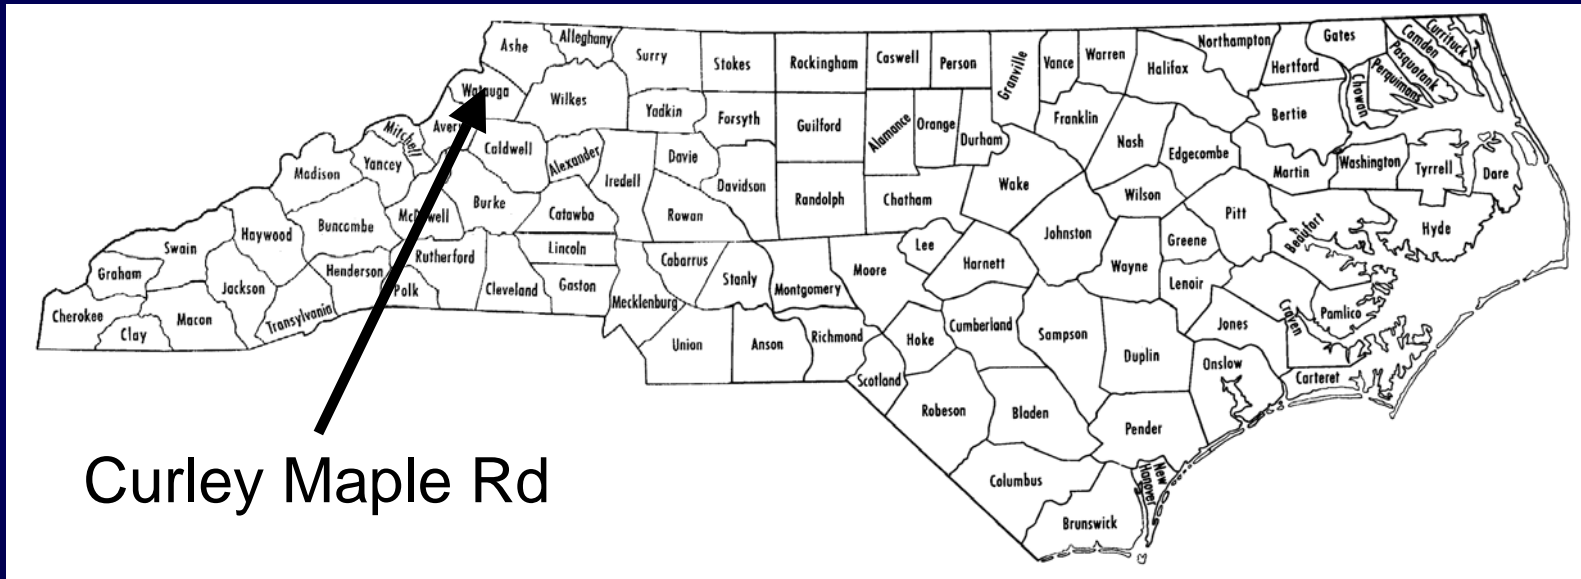 Ashe
Alleghany
Surry
Stokes
Rockingham
Caswell
Person
Granville
Vance
Warren
Northampton
Halifax
Hertford
Gates
Currituck
Camden
Pasquotank
Perquimans
Chowan
Watauga
Wilkes
Yadkin
Forsyth
Guilford
Alamance
Orange
Durham
Franklin
Nash
Edgecombe
Bertie
Martin
Washington
Tyrrell
Dare
Mitchell
Avery
Caldwell
Alexander
Iredell
Davie
Davidson
Randolph
Chatham
Wake
Wilson
Madison
Yancey
McDowell
Burke
Catawba
Rowan
Johnston
Greene
Pitt
Beaufort
Hyde
Swain
Haywood
Buncombe
Rutherford
Lincoln
Cabarrus
Stanly
Montgomery
Moore
Lee
Harnett
Wayne
Lenoir
Graham
Jackson
Henderson
Polk
Cleveland
Gaston
Mecklenburg
Cherokee
Clay
Macon
Transylvania
Union
Anson
Richmond
Scotland
Hoke
Cumberland
Sampson
Duplin
Jones
Craven
Pamlico
Onslow
Carteret
Robeson
Bladen
Pender
Columbus
New
Hanover
Brunswick
Curley Maple Rd